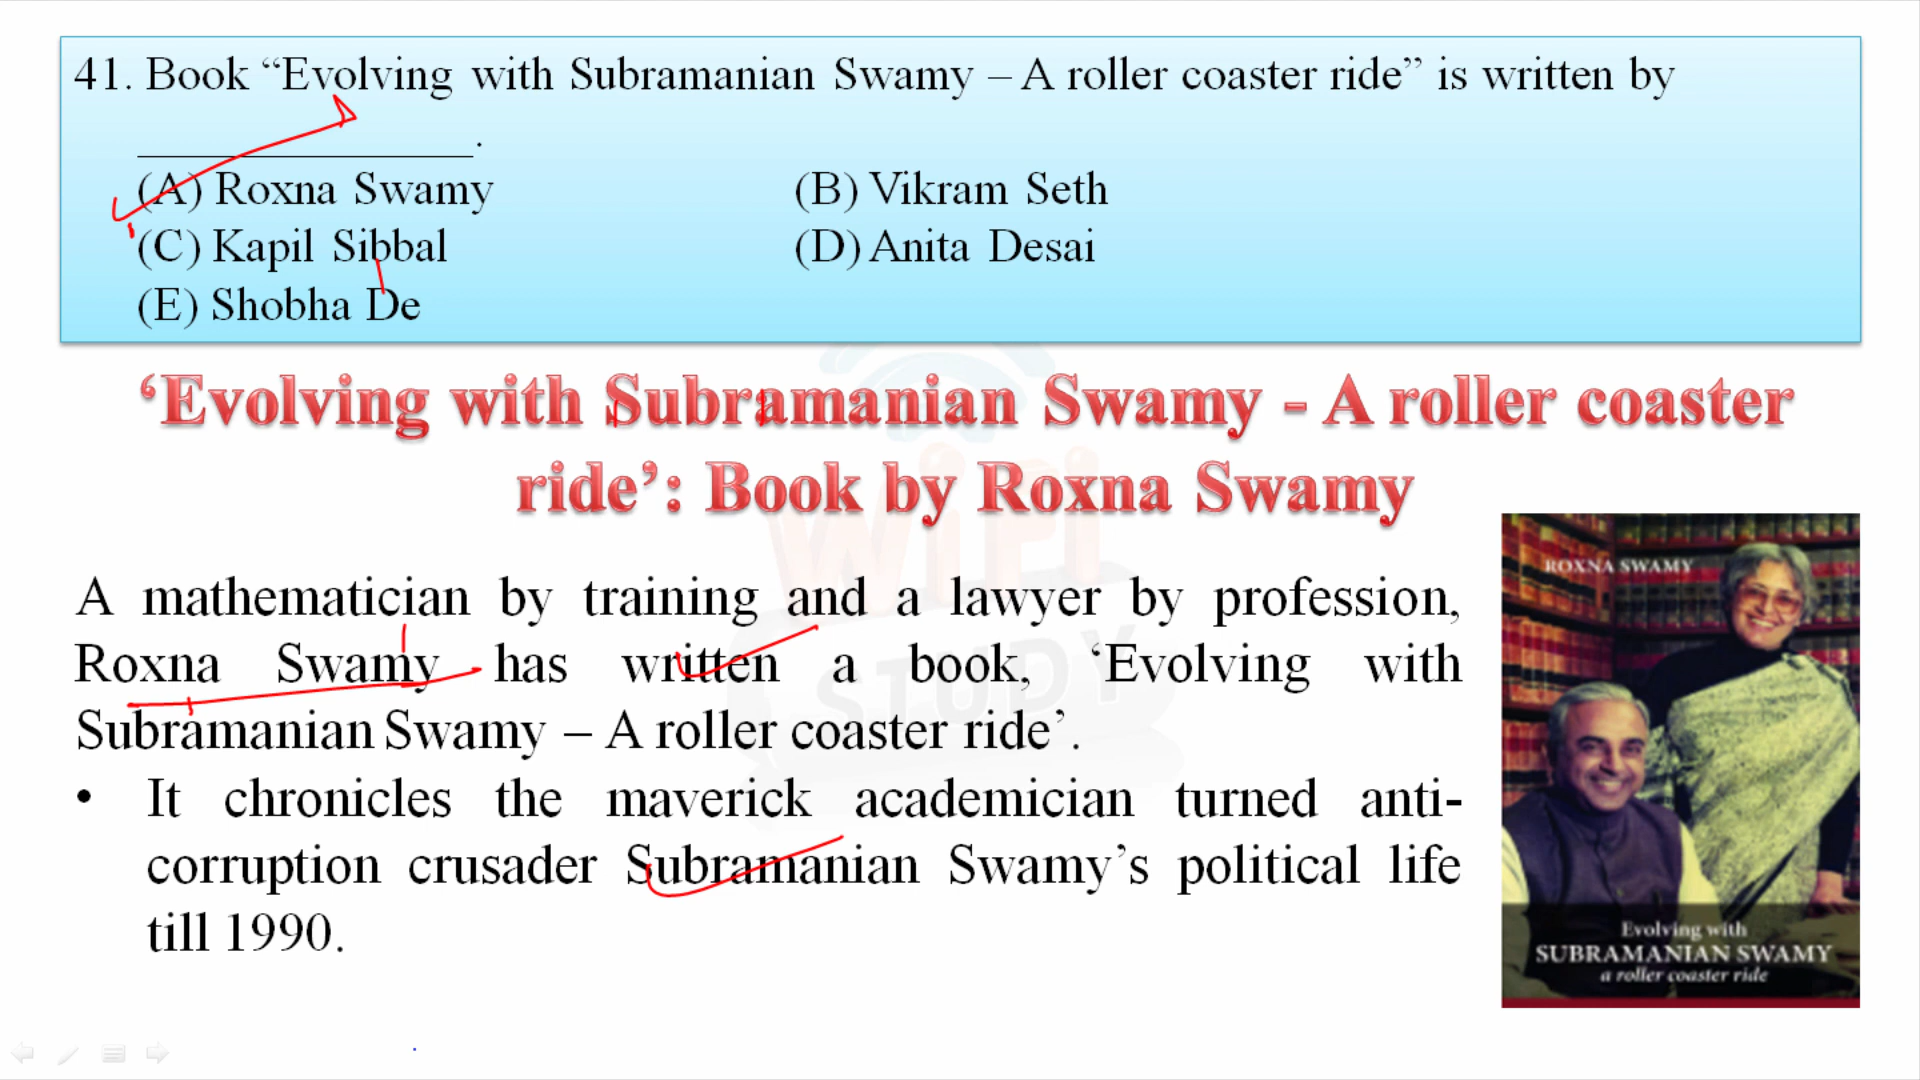 41. Book “Evolving with Subramanian Swamy – A roller coaster ride” is written by
________________.
(A) Roxna Swamy (B) Vikram Seth
(C) Kapil Sibbal (D) Anita Desai
(E) Shobha De
‘Evolving with Subramanian Swamy - A roller coaster
ride’: Book by Roxna Swamy
A mathematician by training and a lawyer by profession,
Roxna Swamy has written a book, ‘Evolving with
Subramanian Swamy – A roller coaster ride’.
• It chronicles the maverick academician turned anti-
corruption crusader Subramanian Swamy’s political life
till 1990.
ROXNA SWAMY
Evolving with
SUBRAMANIAN SWAMY
a roller coaster ride
WiFi
STUDY